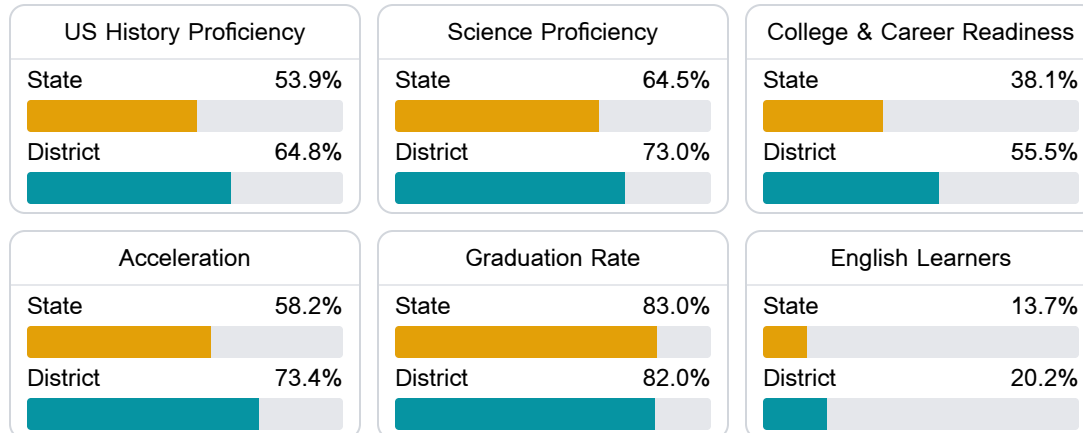 US History Proficiency
State 53.9%
District 64.8%
Science Proficiency
State 64.5%
District 73.0%
College & Career Readiness
State 38.1%
District 55.5%
Acceleration
State 58.2%
District 73.4%
Graduation Rate
State 83.0%
District 82.0%
English Learners
State 13.7%
District 20.2%